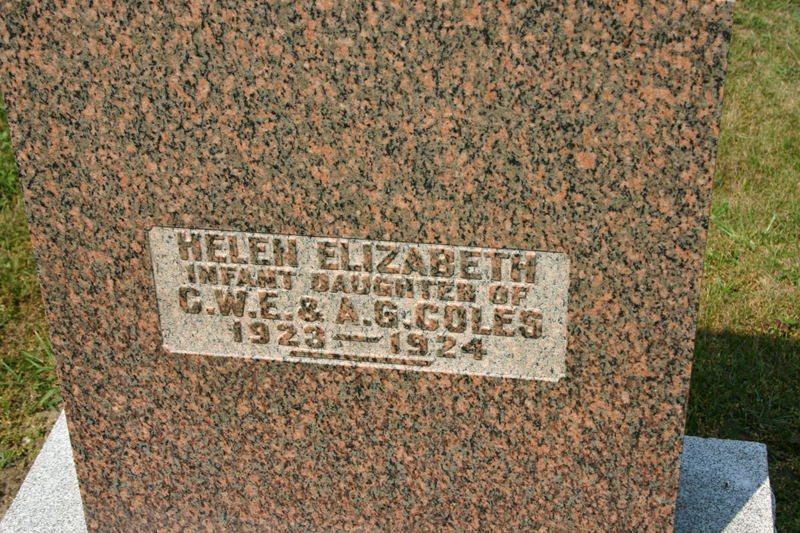 HELEN ELIZABETH
INFANT DAUGHTER OF
C.W.E. & A.G. COLES
1923 — 1924